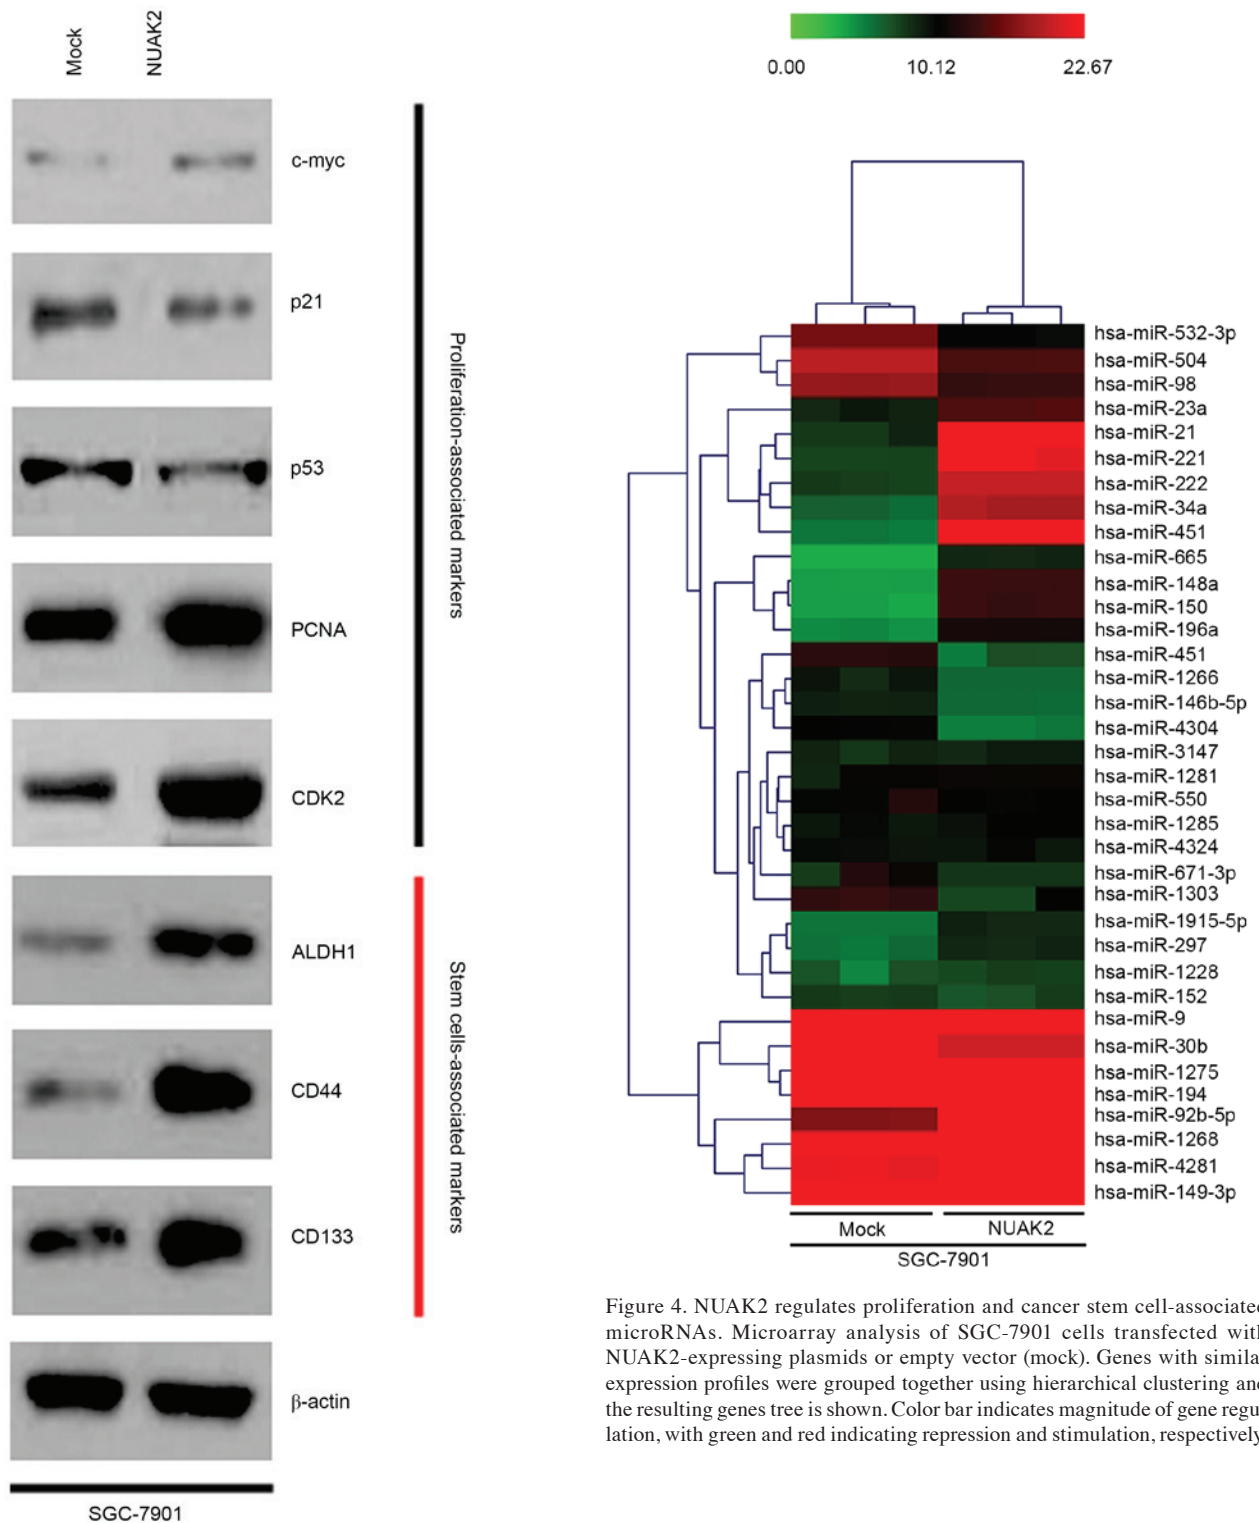 Mock
NUAK2
c-myc
p21
p53
PCNA
CDK2
ALDH1
CD44
CD133
β-actin
Proliferation-associated markers
Stem cells-associated markers
SGC-7901
0.00 10.12 22.67
hsa-miR-532-3p
hsa-miR-504
hsa-miR-98
hsa-miR-23a
hsa-miR-21
hsa-miR-221
hsa-miR-222
hsa-miR-34a
hsa-miR-451
hsa-miR-665
hsa-miR-148a
hsa-miR-150
hsa-miR-196a
hsa-miR-451
hsa-miR-1266
hsa-miR-146b-5p
hsa-miR-4304
hsa-miR-3147
hsa-miR-1281
hsa-miR-550
hsa-miR-1285
hsa-miR-4324
hsa-miR-671-3p
hsa-miR-1303
hsa-miR-1915-5p
hsa-miR-297
hsa-miR-1228
hsa-miR-152
hsa-miR-9
hsa-miR-30b
hsa-miR-1275
hsa-miR-194
hsa-miR-92b-5p
hsa-miR-1268
hsa-miR-4281
hsa-miR-149-3p
Mock NUAK2
SGC-7901
Figure 4. NUAK2 regulates proliferation and cancer stem cell-associated
microRNAs. Microarray analysis of SGC-7901 cells transfected with
NUAK2-expressing plasmids or empty vector (mock). Genes with simila
expression profiles were grouped together using hierarchical clustering and
the resulting genes tree is shown. Color bar indicates magnitude of gene regu
lation, with green and red indicating repression and stimulation, respectively